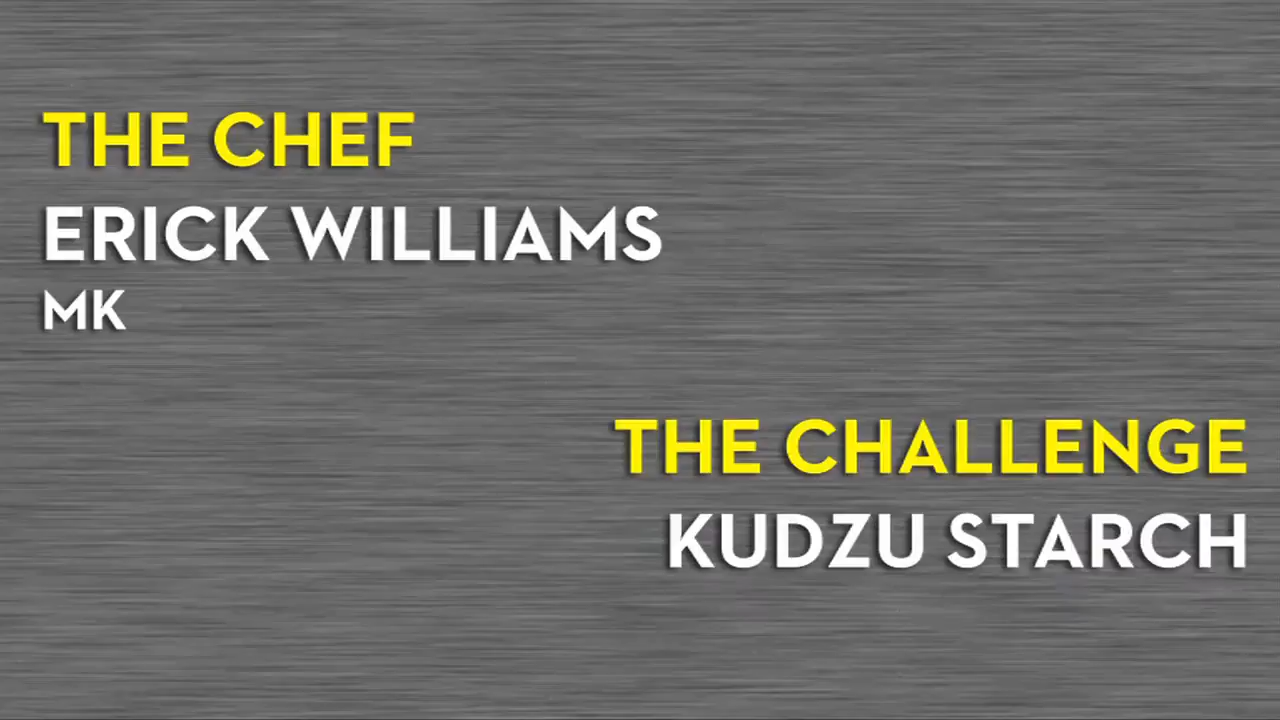 THE CHEF
ERICK WILLIAMS
MK
THE CHALLENGE
KUDZU STARCH